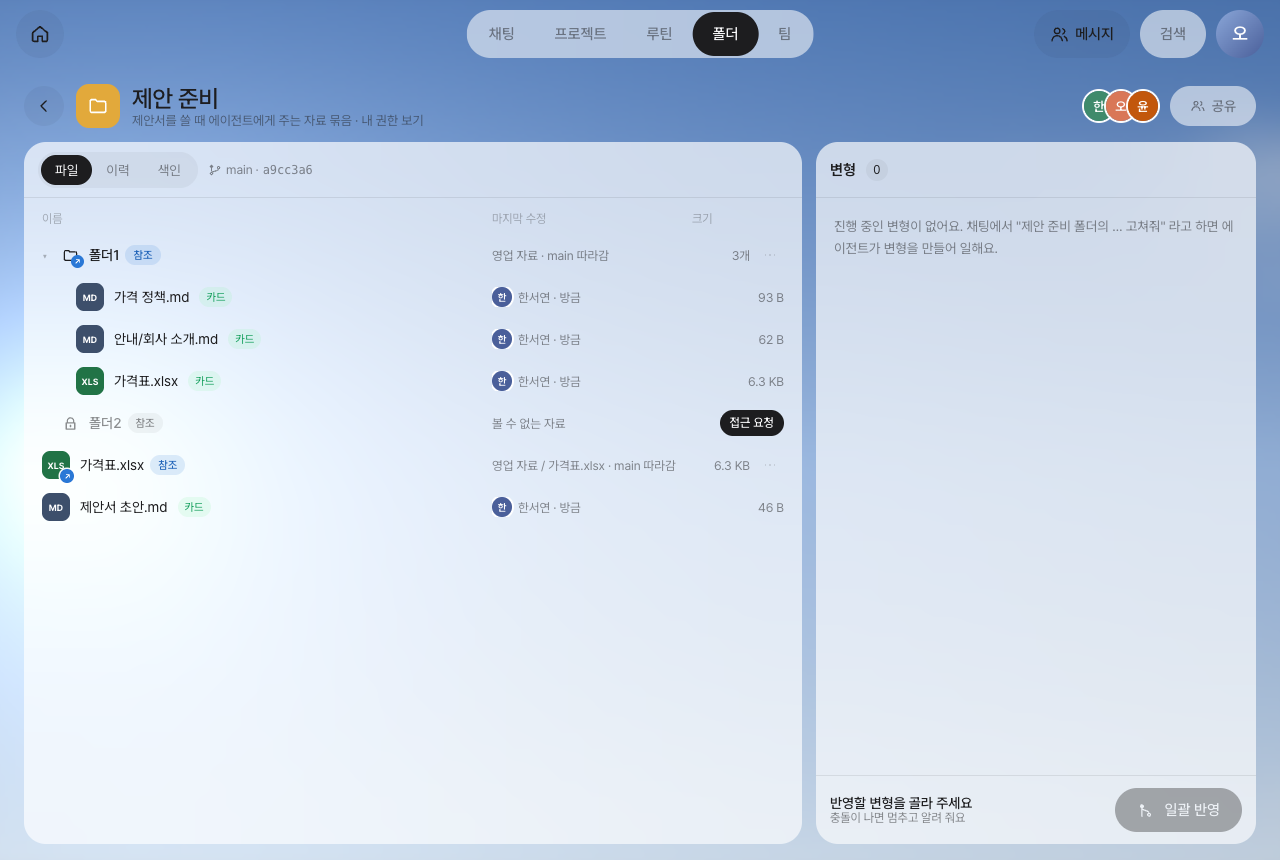 채팅 프로젝트 루틴 폴더 팀
메시지 검색 오
제안 준비
제안서를 쓸 때 에이전트에게 주는 자료 묶음 · 내 권한 보기
한 오 윤 공유
파일 이력 색인 main · a9cc3a6
이름 마지막 수정 크기
폴더1 참조 영업 자료 · main 따라감 3개 ···
MD 가격 정책.md 카드 한 한서연 · 방금 93 B
MD 안내/회사 소개.md 카드 한 한서연 · 방금 62 B
XLS 가격표.xlsx 카드 한 한서연 · 방금 6.3 KB
폴더2 참조 볼 수 없는 자료 접근 요청
XLS 가격표.xlsx 참조 영업 자료 / 가격표.xlsx · main 따라감 6.3 KB ···
MD 제안서 초안.md 카드 한 한서연 · 방금 46 B
변형 0
진행 중인 변형이 없어요. 채팅에서 "제안 준비 폴더의 … 고쳐줘" 라고 하면 에
이전트가 변형을 만들어 일해요.
반영할 변형을 골라 주세요
충돌이 나면 멈추고 알려 줘요
일괄 반영